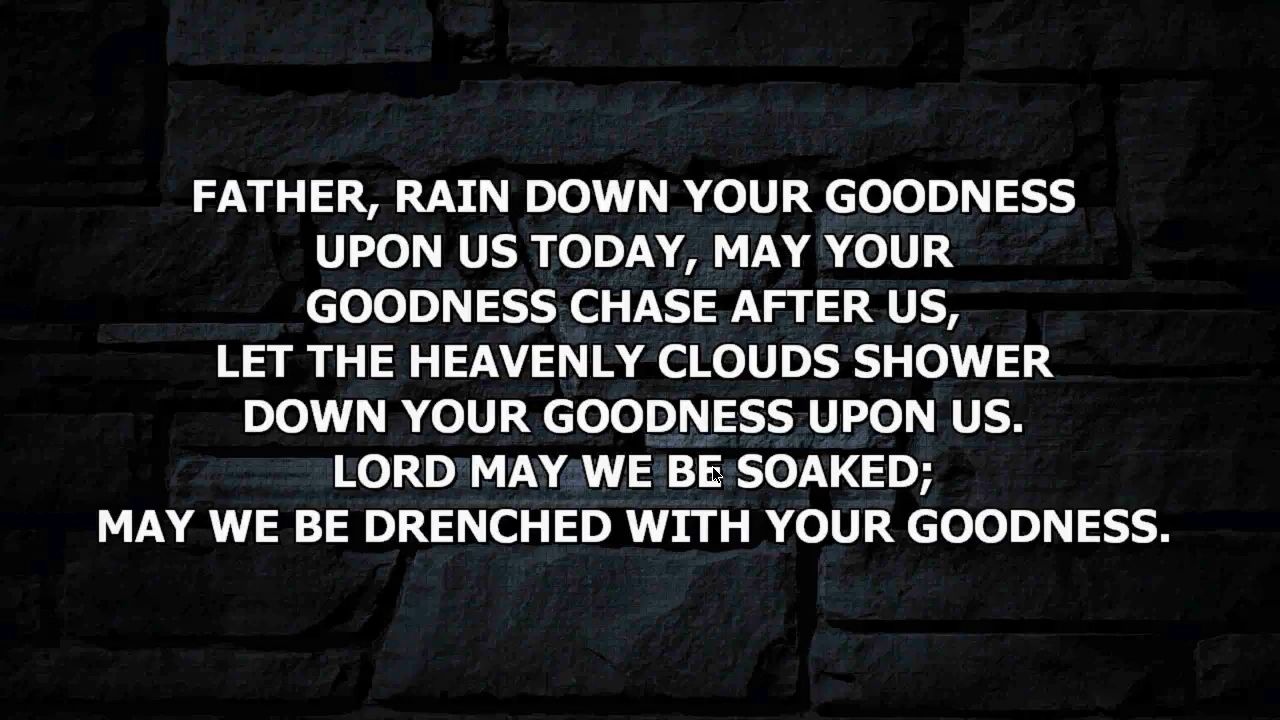 FATHER, RAIN DOWN YOUR GOODNESS
UPON US TODAY, MAY YOUR
GOODNESS CHASE AFTER US,
LET THE HEAVENLY CLOUDS SHOWER
DOWN YOUR GOODNESS UPON US.
LORD MAY WE BE SOAKED;
MAY WE BE DRENCHED WITH YOUR GOODNESS.